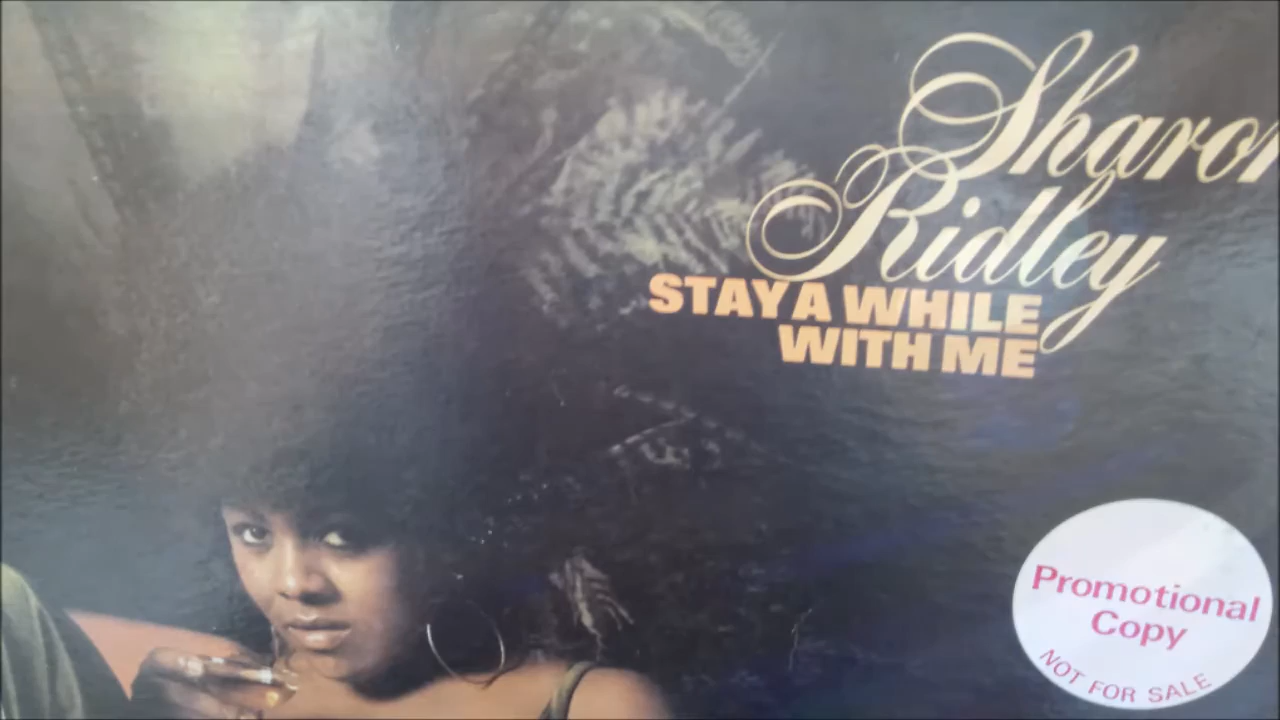 Sharon
Ridley
STAY A WHILE
WITH ME
Promotional
Copy
NOT FOR SALE